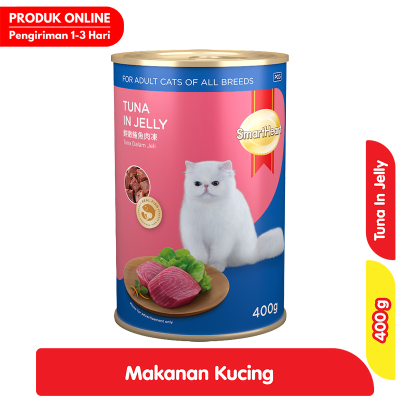 PRODUK ONLINE
Pengiriman 1-3 Hari
FOR ADULT CATS OF ALL BREEDS
TUNA
IN JELLY
Tuna Dalam Jeli
SmartHeart
400g
Tuna In Jelly
400g
Makanan Kucing